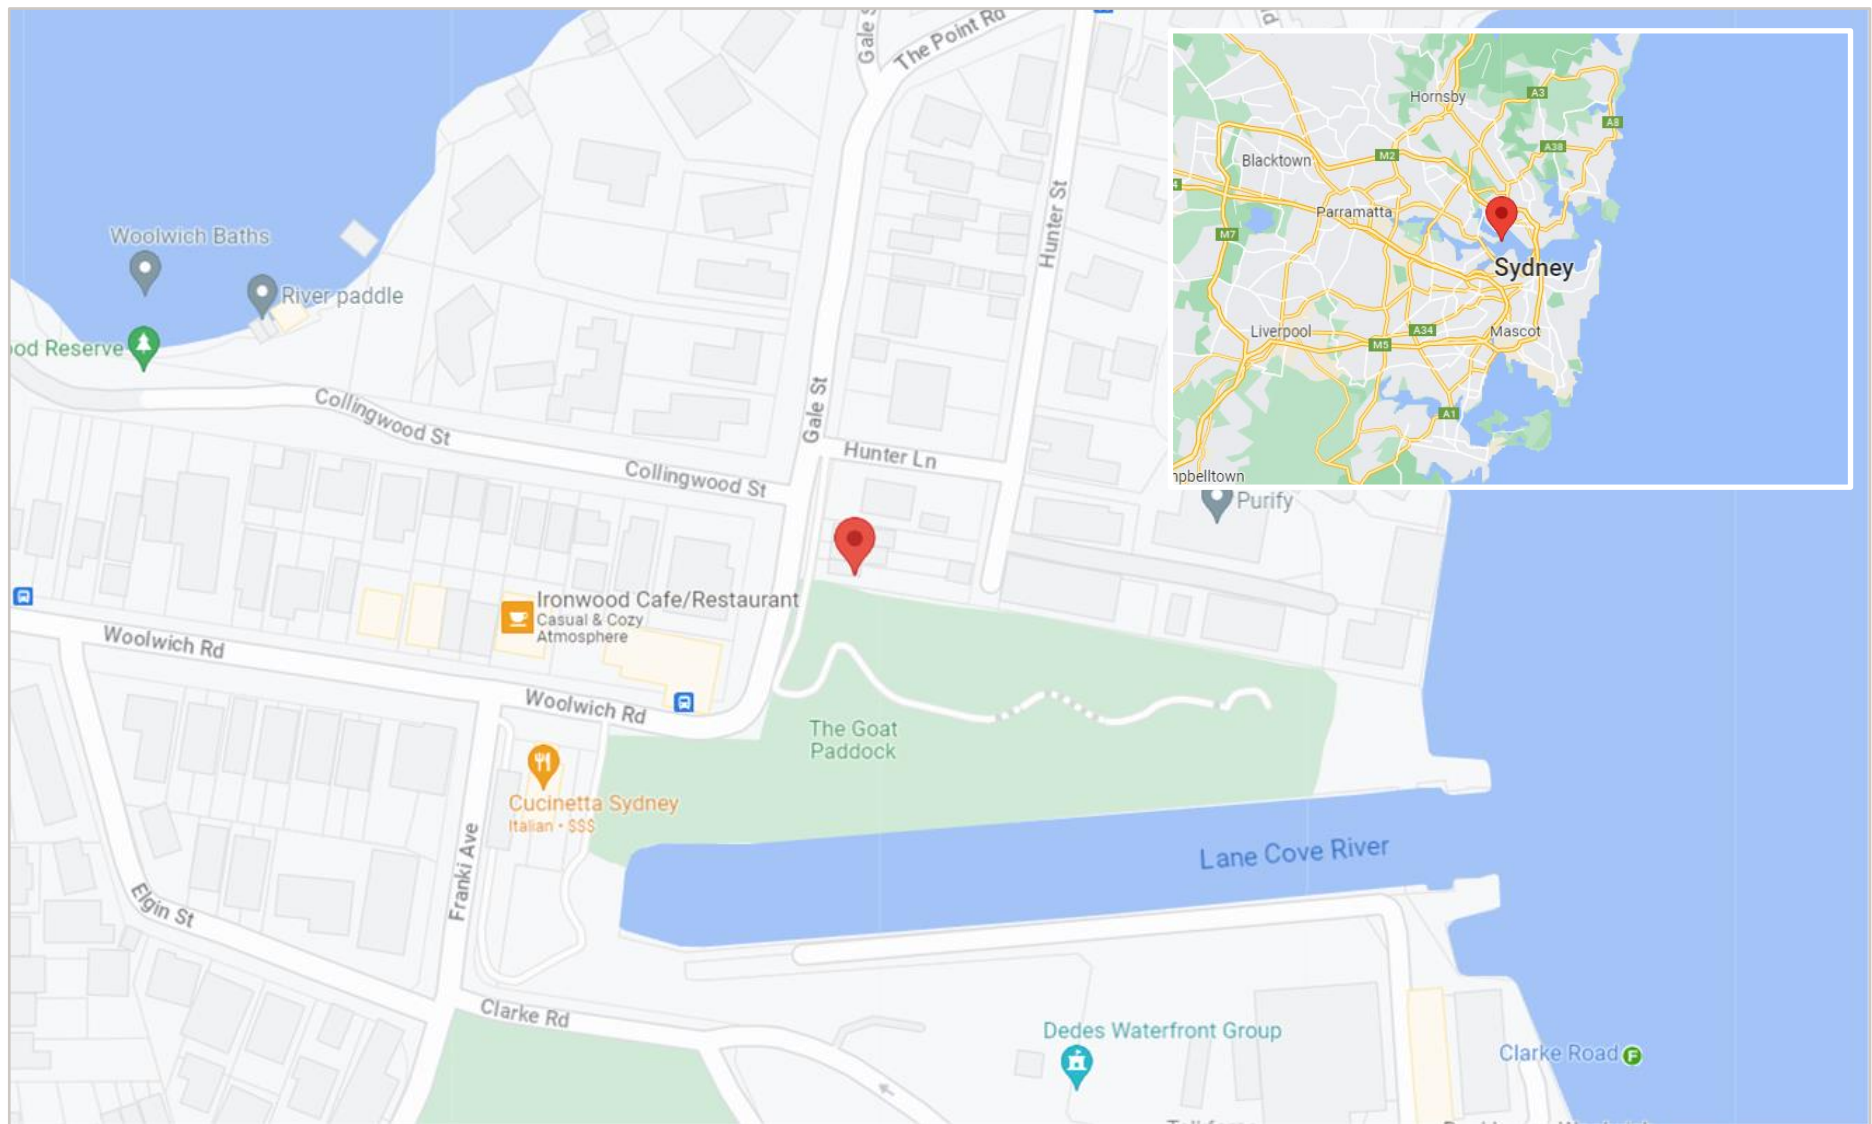 Gale S
The Point Rd
Hornsby
A3
A8
A38
M2
Blacktown
Parramatta
M7
Sydney
Liverpool
A34
Mascot
M5
A1
mpbelltown
Hunter St
Woolwich Baths
River paddle
ood Reserve
Collingwood St
Gale St
Hunter Ln
Collingwood St
Purify
Ironwood Cafe/Restaurant
Casual & Cozy
Atmosphere
Woolwich Rd
Woolwich Rd
The Goat
Paddock
Cucinetta Sydney
Italian • $$$
Lane Cove River
Franki Ave
Elgin St
Clarke Rd
Dedes Waterfront Group
Clarke Road F